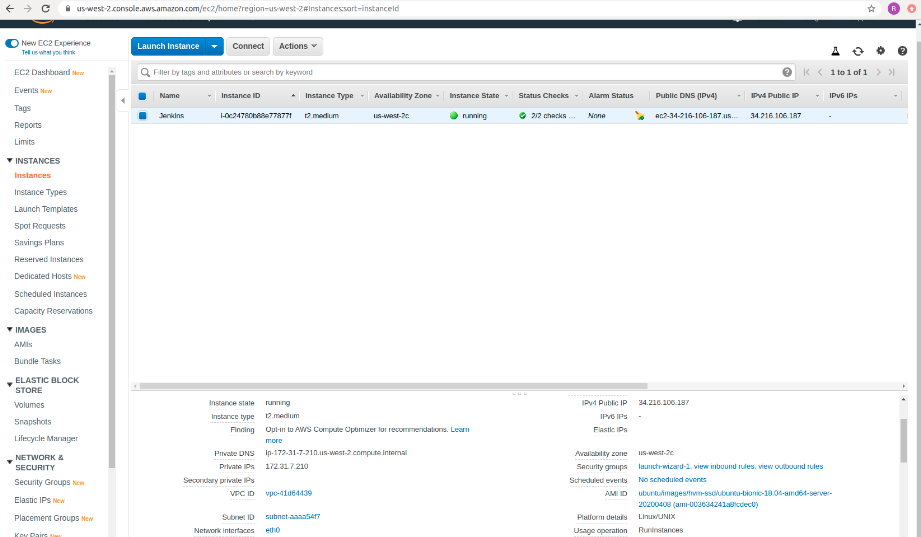 us-west-2.console.aws.amazon.com/ec2/home?region=us-west-2#Instances:sort=instanceId
R
New EC2 Experience
Tell us what you think
Launch Instance Connect Actions
EC2 Dashboard New
Events New
Tags
Reports
Limits
INSTANCES
Instances
Instance Types
Launch Templates
Spot Requests
Savings Plans
Reserved Instances
Dedicated Hosts New
Scheduled Instances
Capacity Reservations
IMAGES
AMIs
Bundle Tasks
ELASTIC BLOCK
STORE
Volumes
Snapshots
Lifecycle Manager
NETWORK &
SECURITY
Security Groups New
Elastic IPs New
Placement Groups New
Key Pairs New
Filter by tags and attributes or search by keyword
1 to 1 of 1
Name Instance ID Instance Type Availability Zone Instance State Status Checks Alarm Status Public DNS (IPv4) IPv4 Public IP IPv6 IPs
Jenkins i-0c24780b88e77877f t2.medium us-west-2c running 2/2 checks ... None ec2-34-216-106-187.us... 34.216.106.187 -
Instance state running
Instance type t2.medium
Finding Opt-in to AWS Compute Optimizer for recommendations. Learn
more
Private DNS ip-172-31-7-210.us-west-2.compute.internal
Private IPs 172.31.7.210
Secondary private IPs
VPC ID vpc-41d64439
Subnet ID subnet-aaaa54f7
Network interfaces eth0
IPv4 Public IP 34.216.106.187
IPv6 IPs -
Elastic IPs
Availability zone us-west-2c
Security groups launch-wizard-1. view inbound rules. view outbound rules
Scheduled events No scheduled events
AMI ID ubuntu/images/hvm-ssd/ubuntu-bionic-18.04-amd64-server-
20200408 (ami-003634241a8fcdec0)
Platform details Linux/UNIX
Usage operation RunInstances